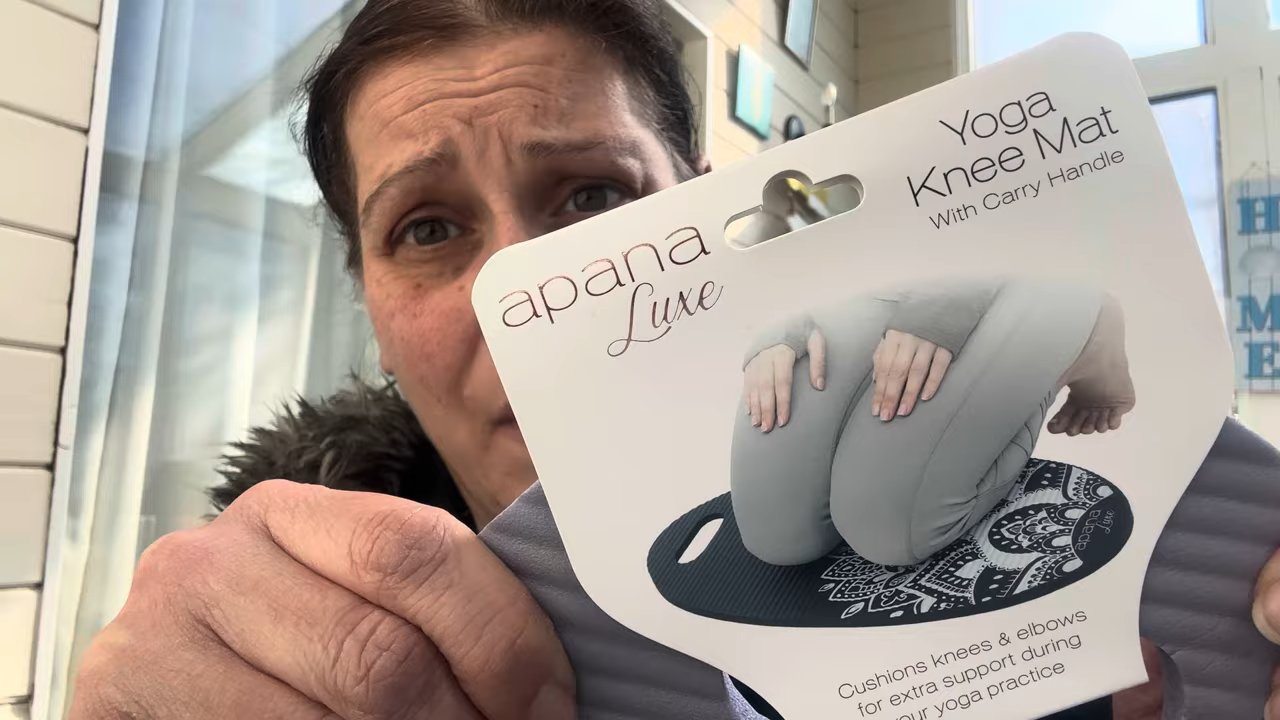 Yoga
Knee Mat
With Carry Handle
apana
Luxe
apana
Luxe
Cushions knees & elbows
for extra support during
your yoga practice
HOME